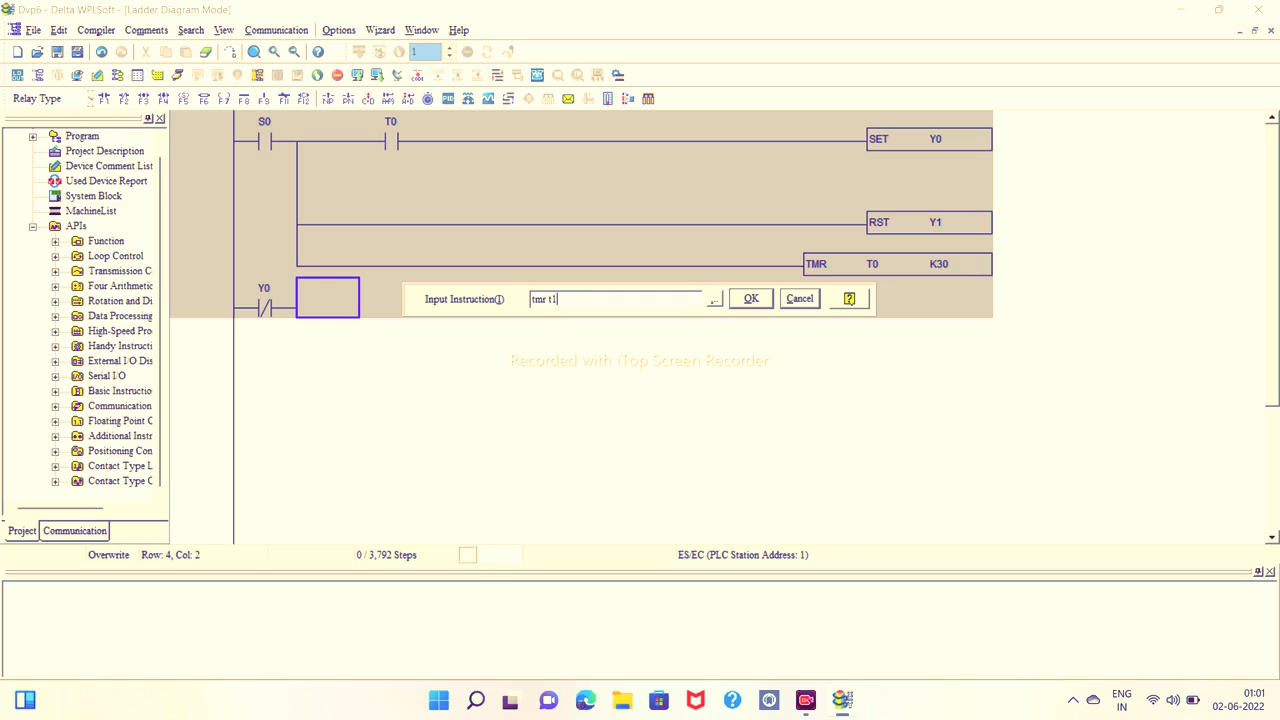 Dvp6 - Delta WPLSoft - [Ladder Diagram Mode]
File Edit Compiler Comments Search View Communication Options Wizard Window Help
1
Relay Type
Program
Project Description
Device Comment List
Used Device Report
System Block
MachineList
APIs
Function
Loop Control
Transmission C
Four Arithmetic
Rotation and Di
Data Processing
High-Speed Pro
Handy Instructi
External I/O Dis
Serial I/O
Basic Instructio
Communication
Floating Point C
Additional Instr
Positioning Con
Contact Type L
Contact Type C
Project Communication
S0 T0 SET Y0
RST Y1
TMR T0 K30
Y0
Input Instruction(I) tmr t1 ... OK Cancel
Recorded with iTop Screen Recorder
Overwrite Row: 4, Col: 2 0 / 3,792 Steps ES/EC (PLC Station Address: 1)
ENG
IN
01:01
02-06-2022